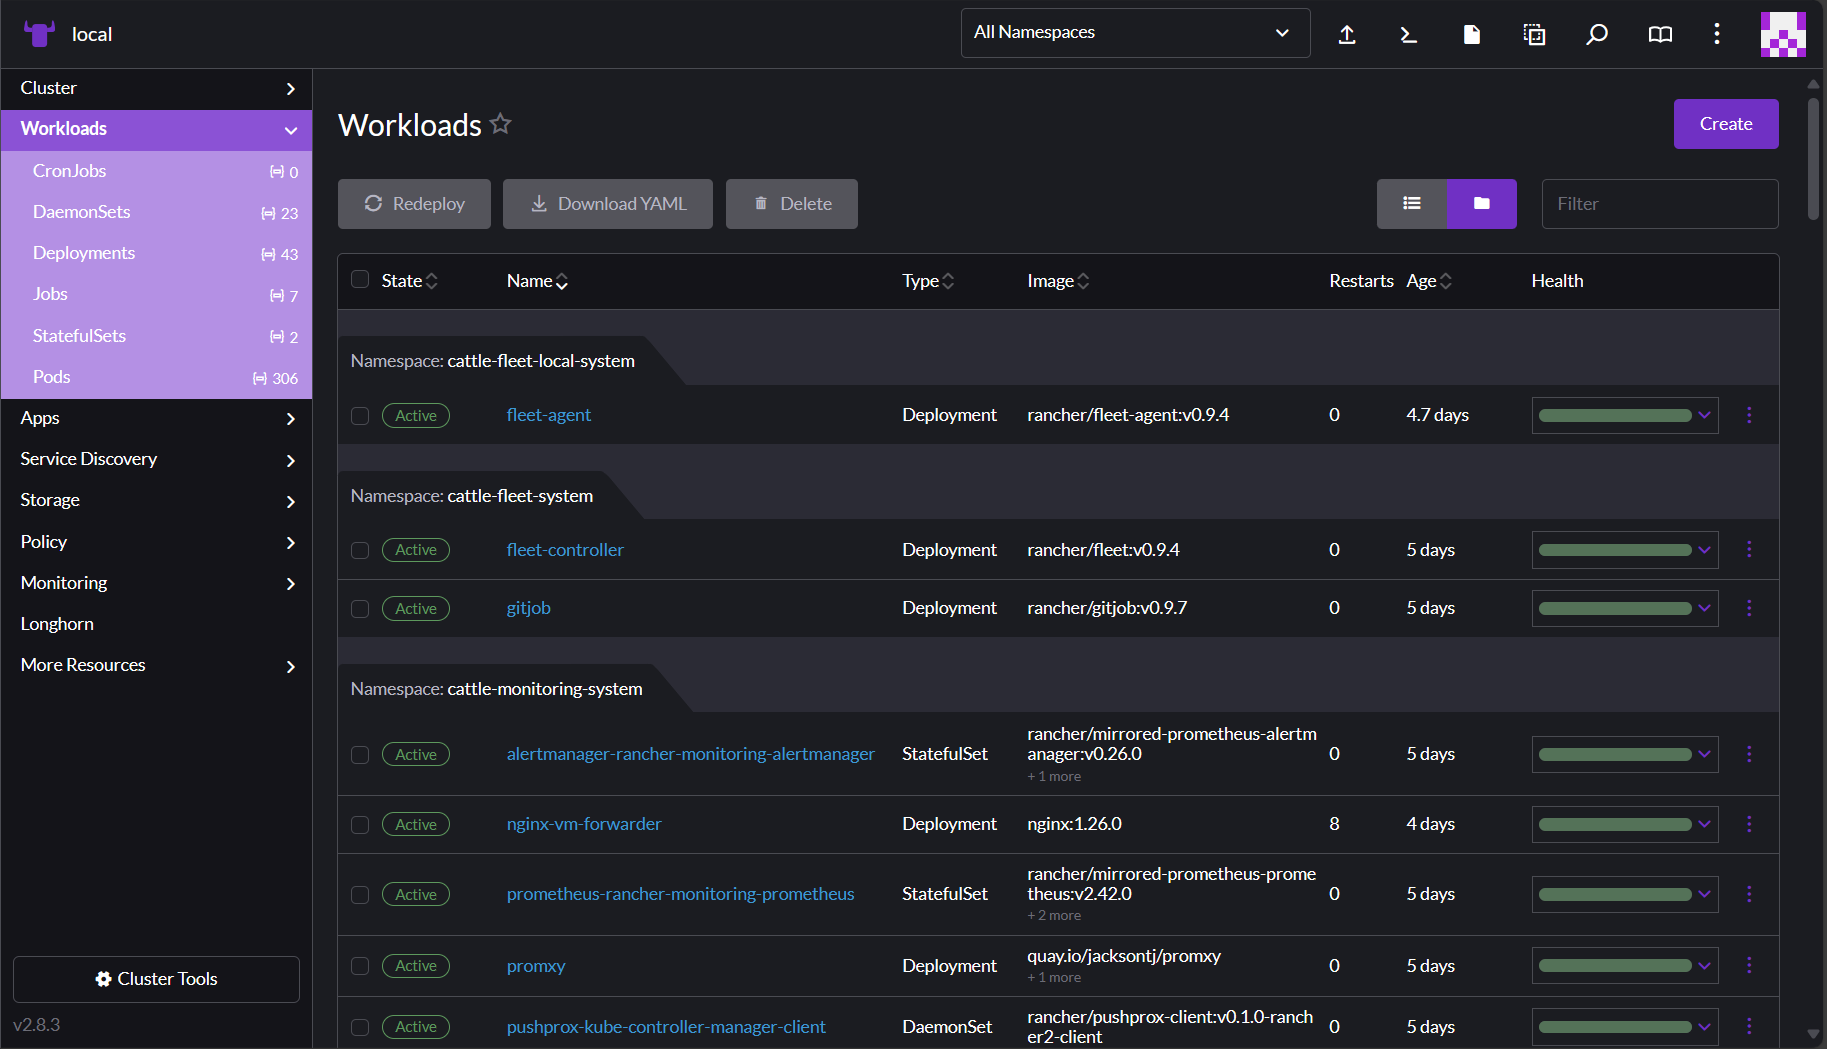 local
All Namespaces
Cluster
Workloads
CronJobs 0
DaemonSets 23
Deployments 43
Jobs 7
StatefulSets 2
Pods 306
Apps
Service Discovery
Storage
Policy
Monitoring
Longhorn
More Resources
Cluster Tools
v2.8.3
Workloads
Create
Redeploy
Download YAML
Delete
Filter
State Name Type Image Restarts Age Health
Namespace: cattle-fleet-local-system
Active fleet-agent Deployment rancher/fleet-agent:v0.9.4 0 4.7 days
Namespace: cattle-fleet-system
Active fleet-controller Deployment rancher/fleet:v0.9.4 0 5 days
Active gitjob Deployment rancher/gitjob:v0.9.7 0 5 days
Namespace: cattle-monitoring-system
rancher/mirrored-prometheus-alertm
Active alertmanager-rancher-monitoring-alertmanager StatefulSet anager:v0.26.0 0 5 days
+ 1 more
Active nginx-vm-forwarder Deployment nginx:1.26.0 8 4 days
rancher/mirrored-prometheus-prome
Active prometheus-rancher-monitoring-prometheus StatefulSet theus:v2.42.0 0 5 days
+ 2 more
quay.io/jacksontj/promxy
Active promxy Deployment 0 5 days
+ 1 more
rancher/pushprox-client:v0.1.0-ranch
Active pushprox-kube-controller-manager-client DaemonSet 0 5 days
er2-client